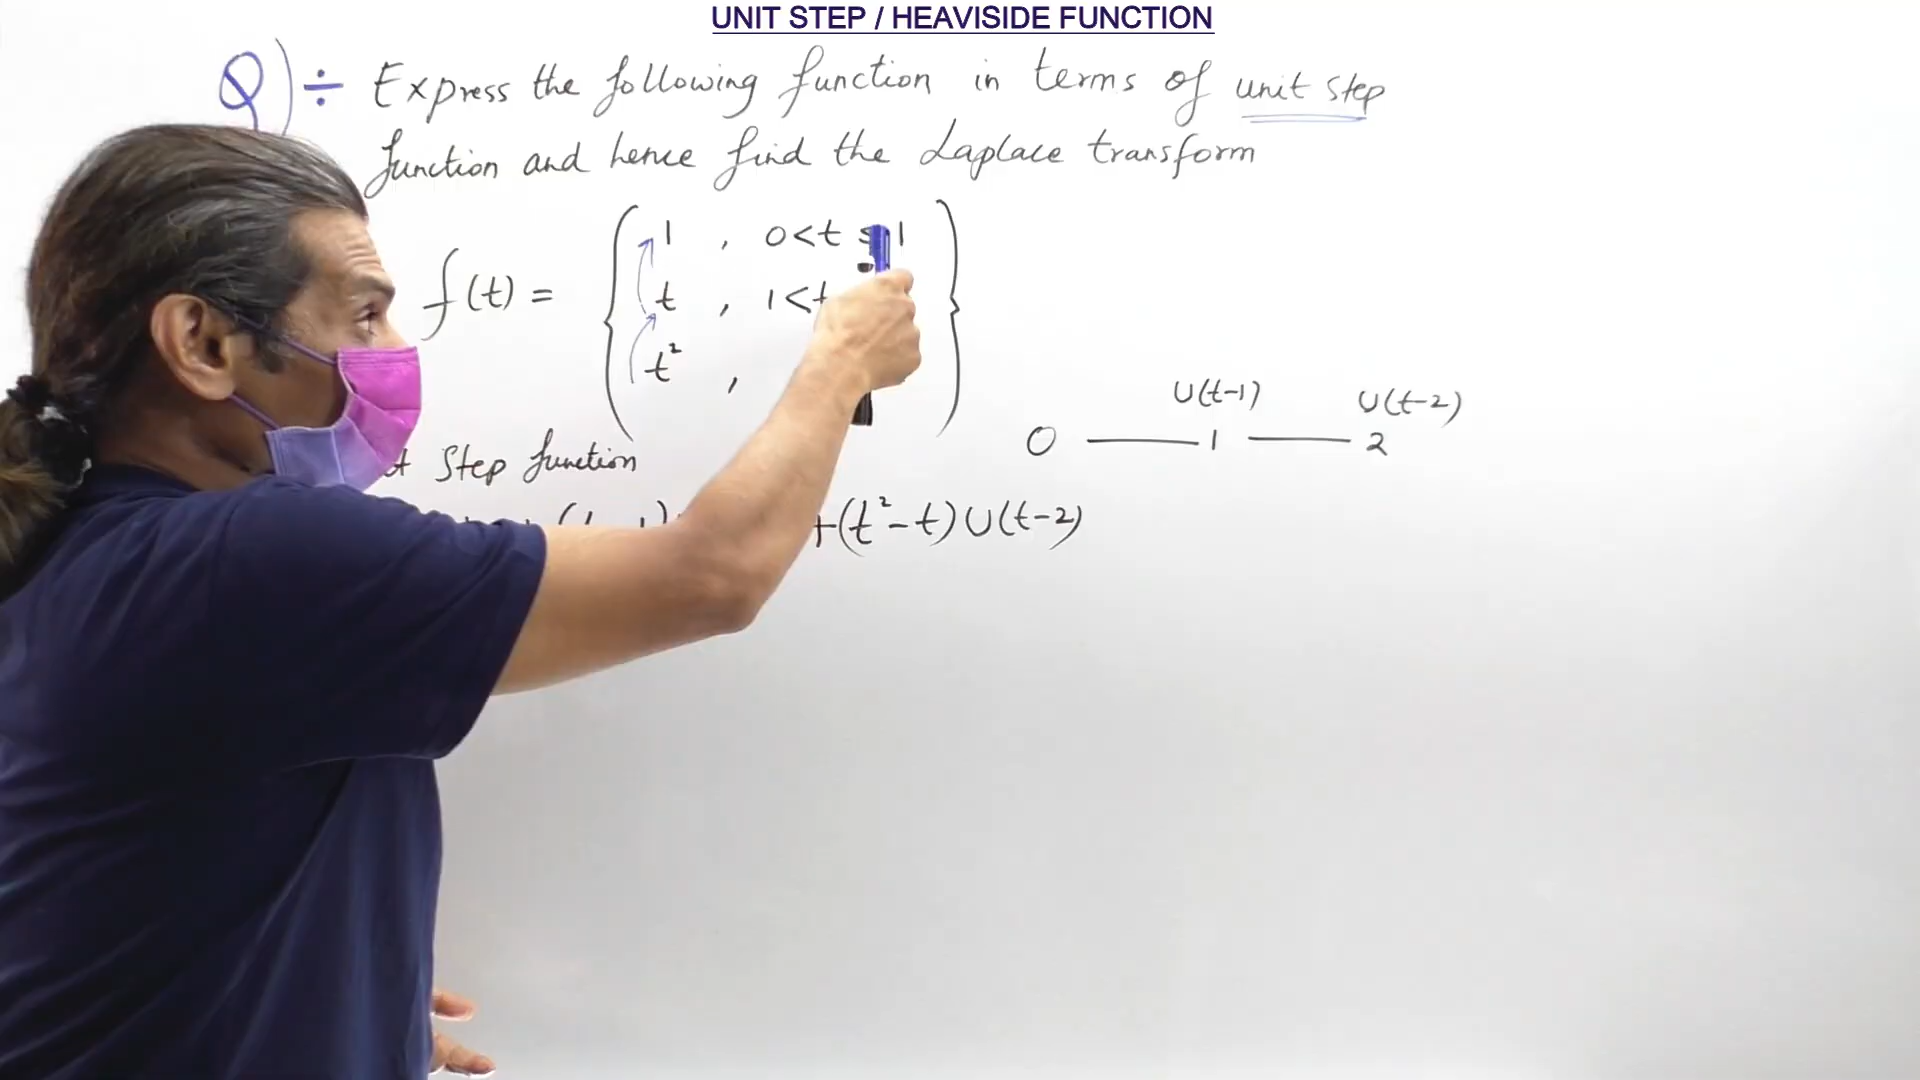 UNIT STEP / HEAVISIDE FUNCTION
Q) ÷ Express the following function in terms of unit step
function and hence find the Laplace transform
f(t) = { 1 , 0<t 1
t , 1<t
t² ,
U(t-1) U(t-2)
0 — 1 — 2
Step function
+(t²-t)U(t-2)